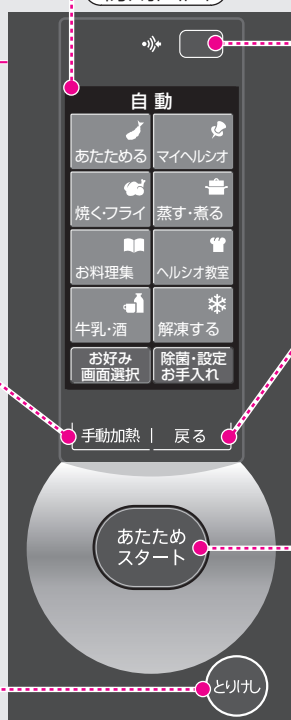 自動
あたためる
マイヘルシオ
焼く・フライ
蒸す・煮る
お料理集
ヘルシオ教室
牛乳・酒
解凍する
お好み
画面選択
除菌・設定
お手入れ
手動加熱
戻る
あたため
スタート
とりけし